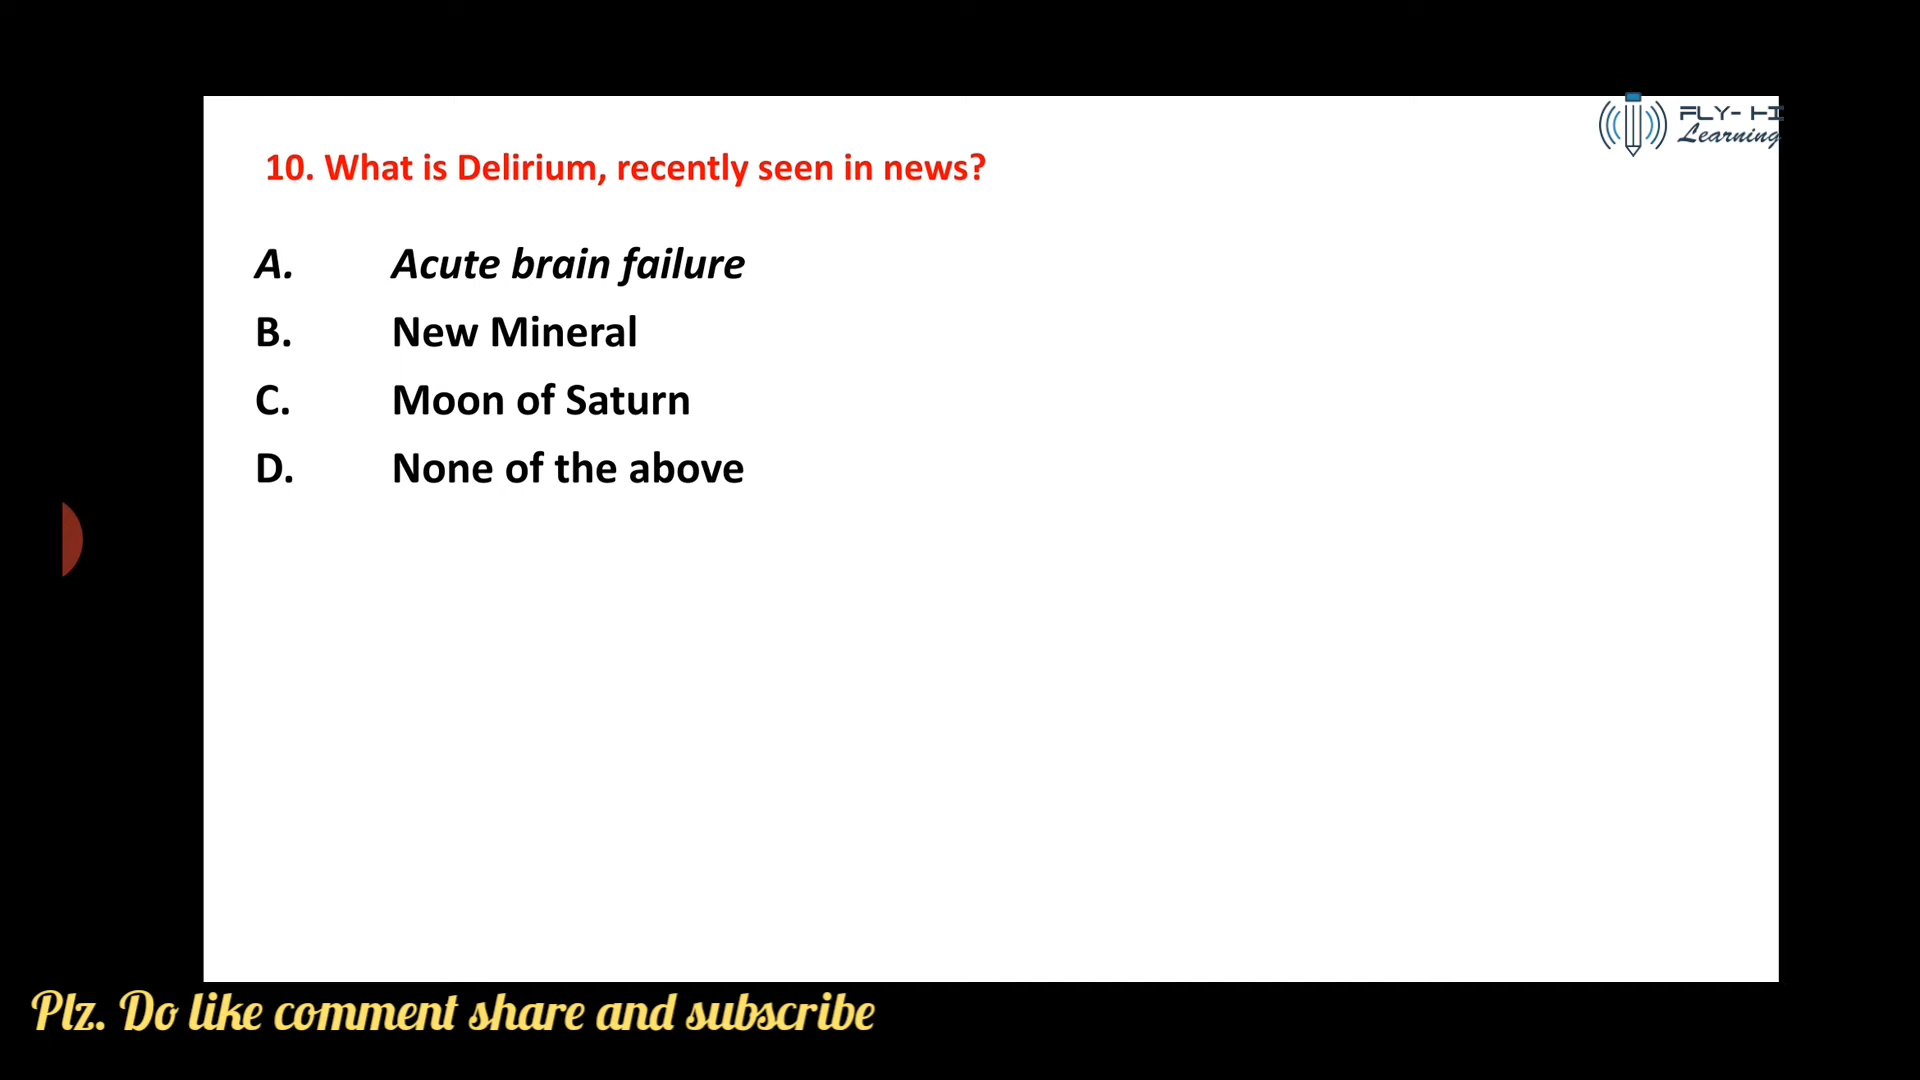 FLY-HI
Learning
10. What is Delirium, recently seen in news?
A. Acute brain failure
B. New Mineral
C. Moon of Saturn
D. None of the above
Plz. Do like comment share and subscribe